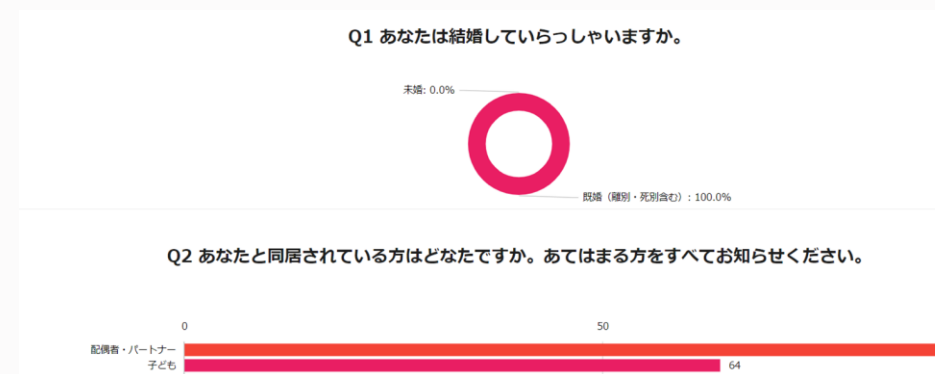 Q1 あなたは結婚していらっしゃいますか。
未婚: 0.0%
既婚（離別・死別含む）: 100.0%
Q2 あなたと同居されている方はどなたですか。あてはまる方をすべてお知らせください。
0
50
配偶者・パートナー
子ども
64